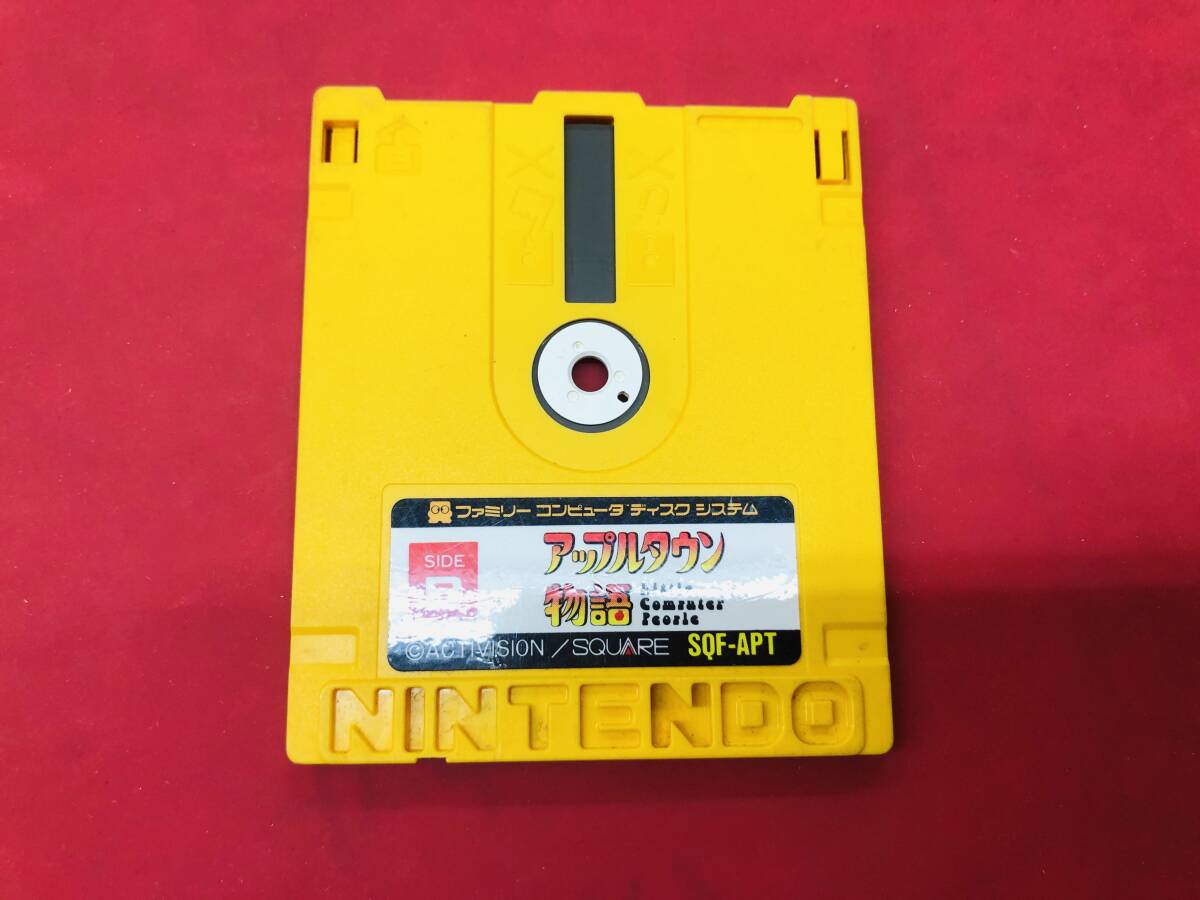 ファミリー コンピュータ ディスク システム
SIDE
B
アップルタウン
物語
Little
Computer
People
©ACTIVISION / SQUARE SQF-APT
NINTENDO